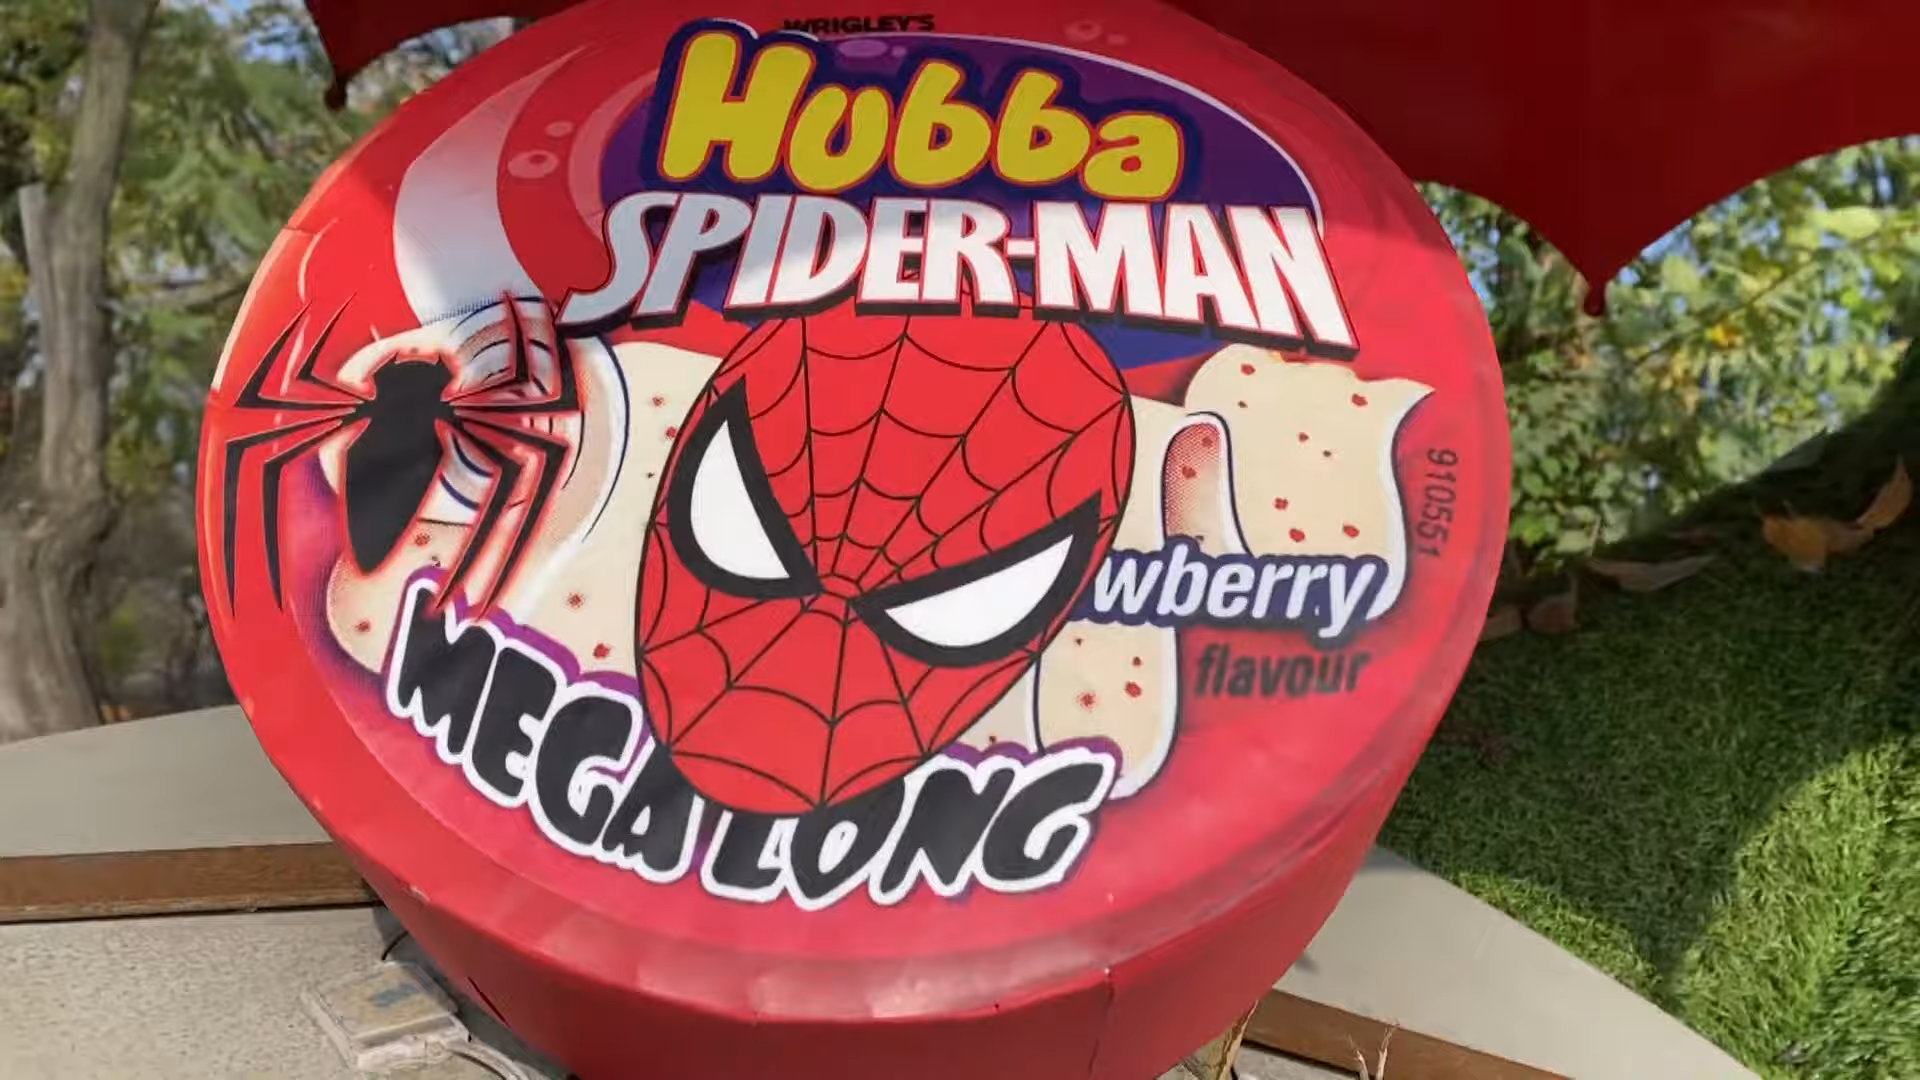 WRIGLEY'S
Hubba
SPIDER-MAN
910551
wberry
flavour
MEGA LONG